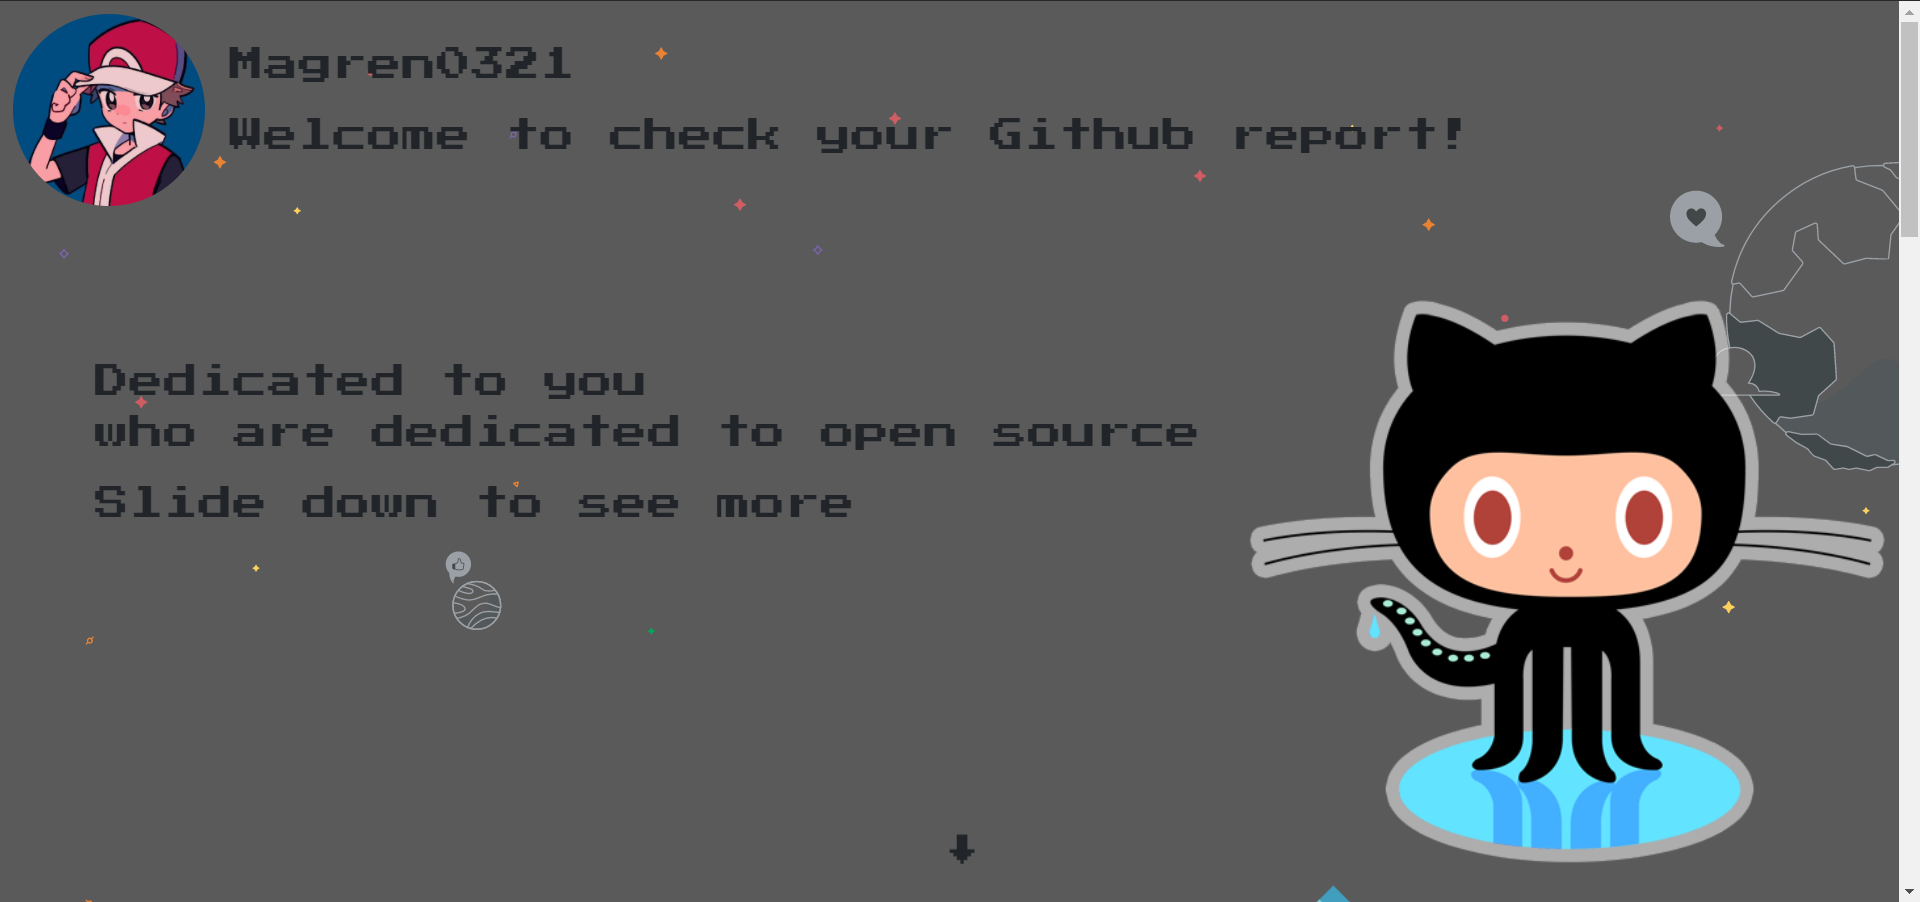 Magren0321
Welcome to check your Github report!
Dedicated to you
who are dedicated to open source
Slide down to see more